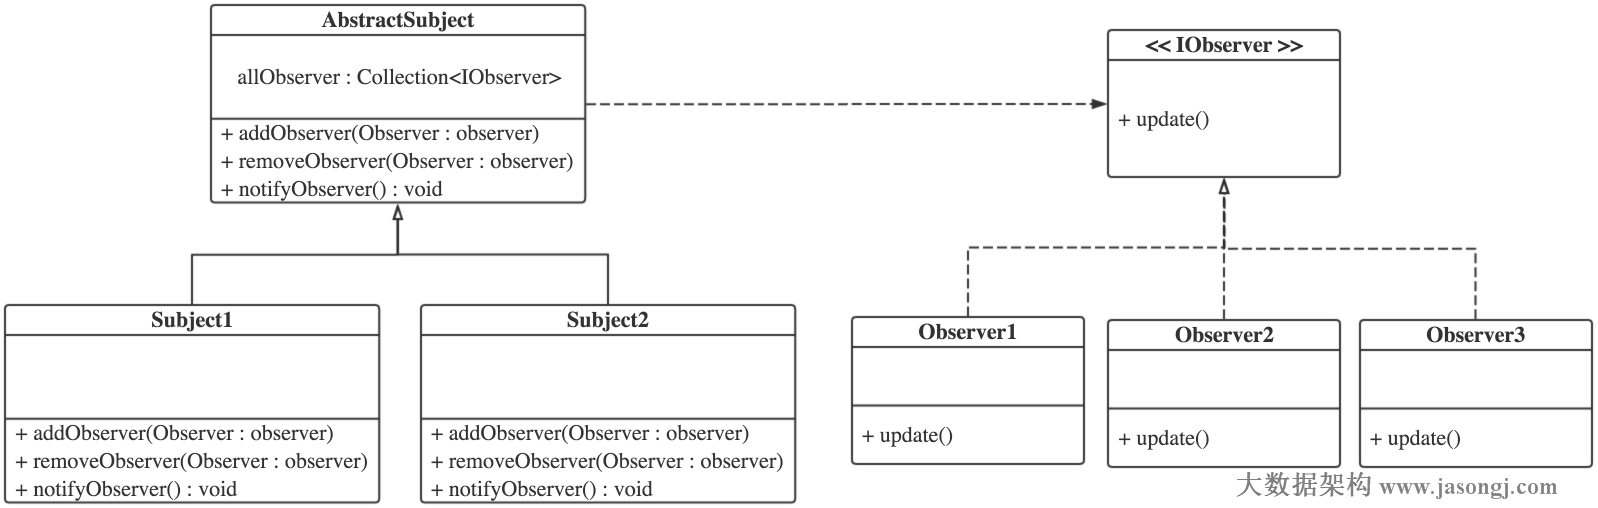 AbstractSubject
allObserver : Collection<IObserver>
+ addObserver(Observer : observer)
+ removeObserver(Observer : observer)
+ notifyObserver() : void
<< IObserver >>
+ update()
Subject1
+ addObserver(Observer : observer)
+ removeObserver(Observer : observer)
+ notifyObserver() : void
Subject2
+ addObserver(Observer : observer)
+ removeObserver(Observer : observer)
+ notifyObserver() : void
Observer1
+ update()
Observer2
+ update()
Observer3
+ update()
大数据架构 www.jasongj.com